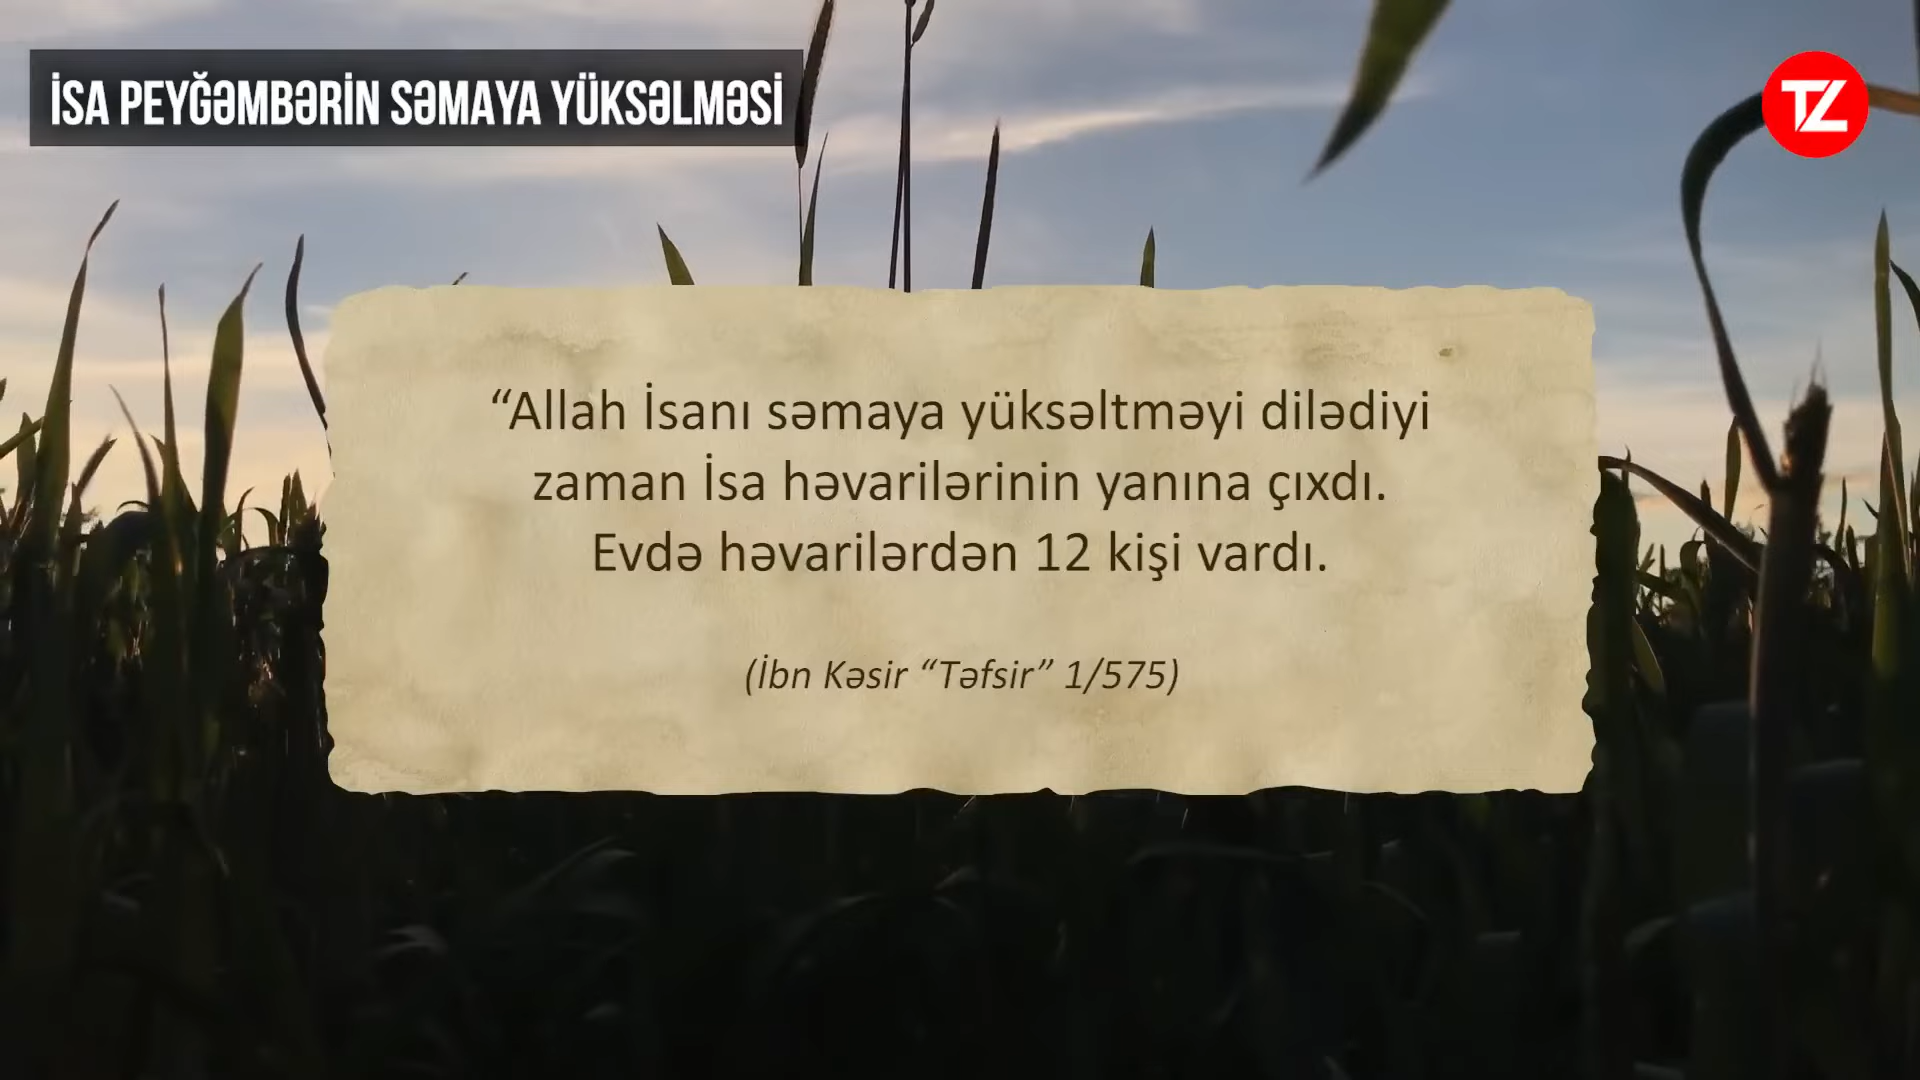 İSA PEYĞƏMBƏRİN SƏMAYA YÜKSƏLMƏSİ
TZ
“Allah İsanı səmaya yüksəltməyi dilədiyi
zaman İsa həvarilərinin yanına çıxdı.
Evdə həvarilərdən 12 kişi vardı.
(İbn Kəsir “Təfsir” 1/575)